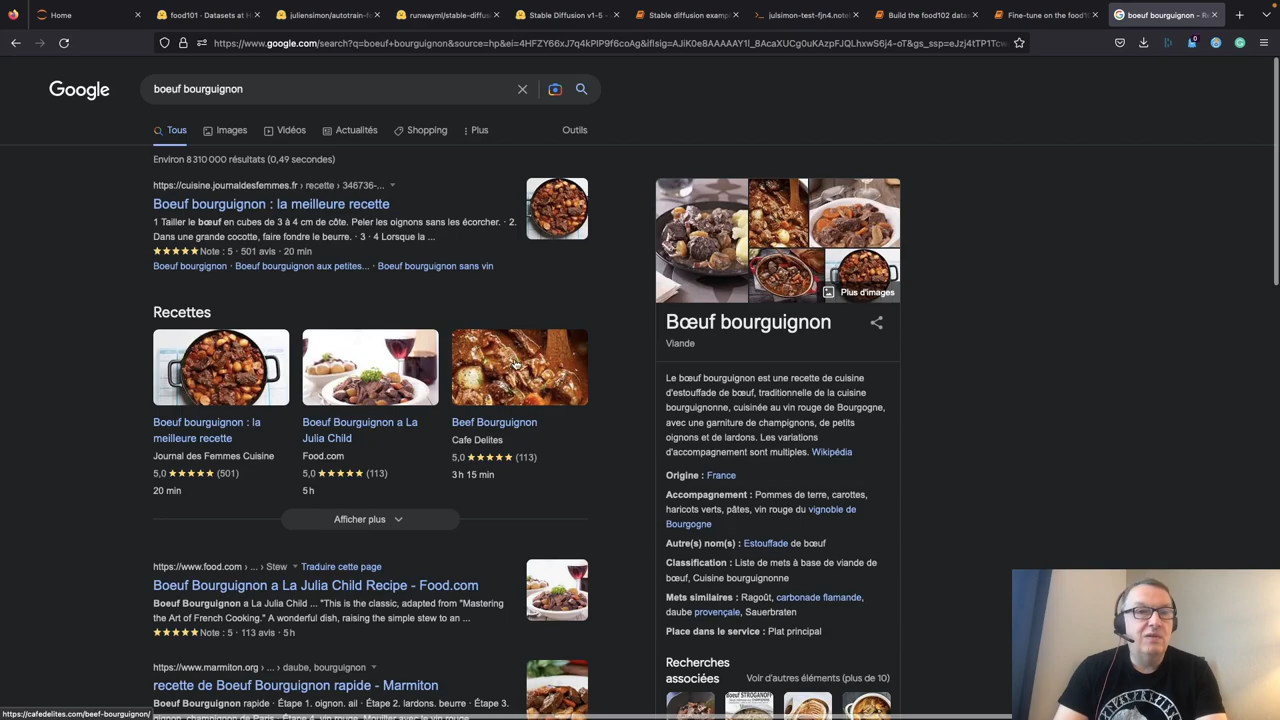 Home
food101 · Datasets at H
juliensimon/autotrain-fo
runwayml/stable-diffus
Stable Diffusion v1-5 -
Stable diffusion examp
julsimon-test-fjn4.note
Build the food102 data
Fine-tune on the food10
boeuf bourguignon - R
https://www.google.com/search?q=boeuf+bourguignon&source=hp&ei=
Google
boeuf bourguignon
Tous
Images
Vidéos
Actualités
Shopping
Plus
Outils
Environ 8 310 000 résultats (0,49 secondes)
https://cuisine.journaldesfemmes.fr › recette › 346736-...
Boeuf bourguignon : la meilleure recette
1 Tailler le bœuf en cubes de 3 à 4 cm de côte. Peler les oignons sans les écorcher. · 2.
Dans une grande cocotte, faire fondre le beurre. · 3 · 4 Lorsque la ...
Note : 5 · 501 avis · 20 min
Boeuf borgignon · Boeuf bourguignon aux petites... · Boeuf bourguignon sans vin
Recettes
Boeuf bourguignon : la
meilleure recette
Journal des Femmes Cuisine
5,0 ★★★★★ (501)
20 min
Boeuf Bourguignon a La
Julia Child
Food.com
5,0 ★★★★★ (113)
5 h
Beef Bourguignon
Cafe Delites
5,0 ★★★★★ (113)
3 h 15 min
Afficher plus
https://www.food.com › ... › Stew
Traduire cette page
Boeuf Bourguignon a La Julia Child Recipe - Food.com
Boeuf Bourguignon a La Julia Child ... "This is the classic, adapted from "Mastering
the Art of French Cooking." A wonderful dish, raising the simple stew to an ...
Note : 5 · 113 avis · 5 h
https://www.marmiton.org › ... › daube, bourguignon
recette de Boeuf Bourguignon rapide - Marmiton
Boeuf Bourguignon rapide · Étape 1. oignon. ail · Étape 2. lardons. beurre · Étape 3.
https://cafedelites.com/beef-bourguignon/
Plus d'images
Bœuf bourguignon
Viande
Le bœuf bourguignon est une recette de cuisine
d'estouffade de bœuf, traditionnelle de la cuisine
bourguignonne, cuisinée au vin rouge de Bourgogne,
avec une garniture de champignons, de petits
oignons et de lardons. Les variations
d'accompagnement sont multiples. Wikipédia
Origine : France
Accompagnement : Pommes de terre, carottes,
haricots verts, pâtes, vin rouge du vignoble de
Bourgogne
Autre(s) nom(s) : Estouffade de bœuf
Classification : Liste de mets à base de viande de
bœuf, Cuisine bourguignonne
Mets similaires : Ragoût, carbonade flamande,
daube provençale, Sauerbraten
Place dans le service : Plat principal
Recherches
associées
Voir d'autres éléments (plus de 10)